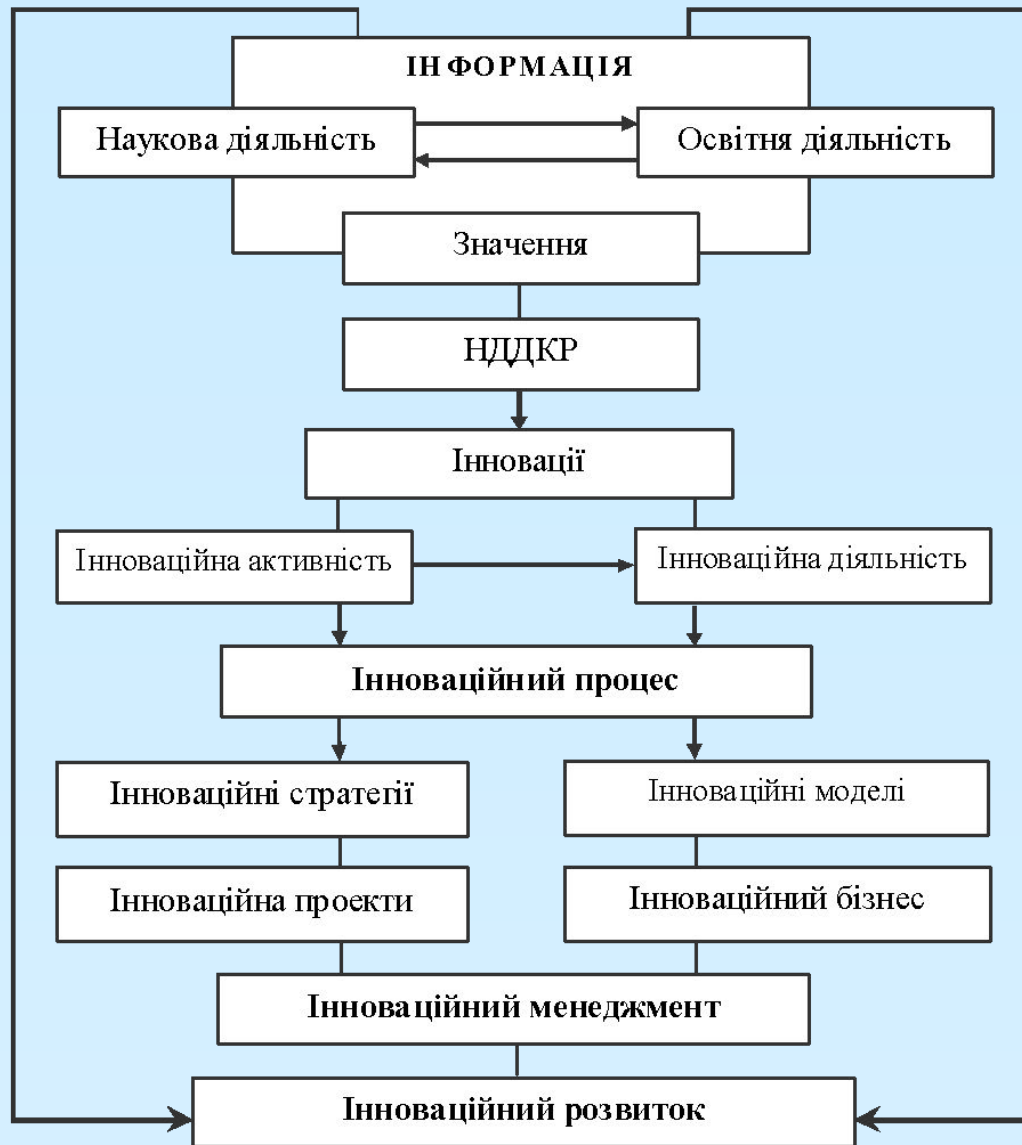 ІНФОРМАЦІЯ
Наукова діяльність
Освітня діяльність
Значення
НДДКР
Інновації
Інноваційна активність
Інноваційна діяльність
Інноваційний процес
Інноваційні стратегії
Інноваційні моделі
Інноваційна проекти
Інноваційний бізнес
Інноваційний менеджмент
Інноваційний розвиток